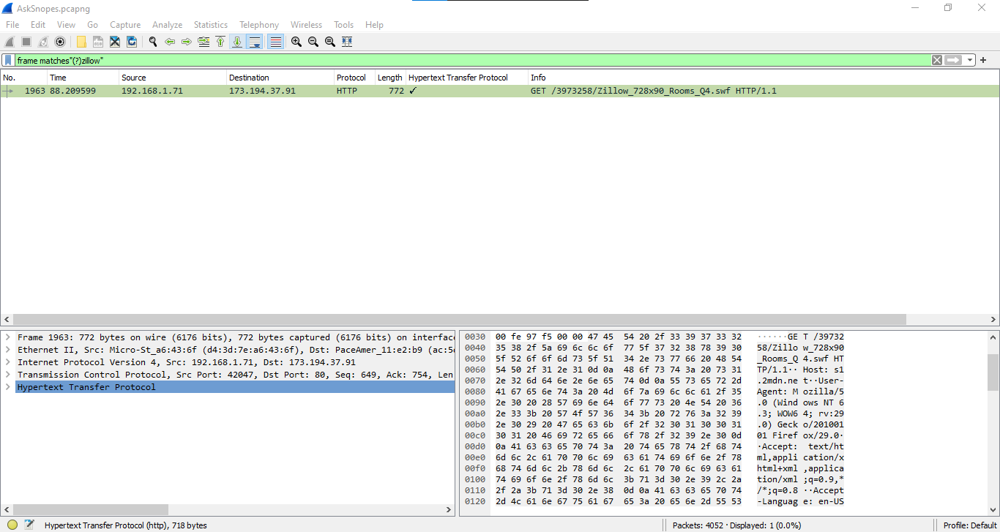 AskSnopes.pcapng
File Edit View Go Capture Analyze Statistics Telephony Wireless Tools Help
frame matches"(?)zillow"
No. Time Source Destination Protocol Length Hypertext Transfer Protocol Info
1963 88.209599 192.168.1.71 173.194.37.91 HTTP 772 ✓ GET /3973258/Zillow_728x90_Rooms_Q4.swf HTTP/1.1
Frame 1963: 772 bytes on wire (6176 bits), 772 bytes captured (6176 bits) on interface
Ethernet II, Src: Micro-St_a6:43:6f (d4:3d:7e:a6:43:6f), Dst: PaceAmer_11:e2:b9 (ac:5d
Internet Protocol Version 4, Src: 192.168.1.71, Dst: 173.194.37.91
Transmission Control Protocol, Src Port: 42047, Dst Port: 80, Seq: 649, Ack: 754, Len
Hypertext Transfer Protocol
0030 00 fe 97 f5 00 00 47 45 54 20 2f 33 39 37 33 32 ······GE T /39732
0040 35 38 2f 5a 69 6c 6c 6f 77 5f 37 32 38 78 39 30 58/Zillo w_728x90
0050 5f 52 6f 6f 6d 73 5f 51 34 2e 73 77 66 20 48 54 _Rooms_Q 4.swf HT
0060 54 50 2f 31 2e 31 0d 0a 48 6f 73 74 3a 20 73 31 TP/1.1·· Host: s1
0070 2e 32 6d 64 6e 2e 6e 65 74 0d 0a 55 73 65 72 2d .2mdn.ne t··User-
0080 41 67 65 6e 74 3a 20 4d 6f 7a 69 6c 6c 61 2f 35 Agent: M ozilla/5
0090 2e 30 20 28 57 69 6e 64 6f 77 73 20 4e 54 20 36 .0 (Wind ows NT 6
00a0 2e 33 3b 20 57 4f 57 36 34 3b 20 72 76 3a 32 39 .3; WOW6 4; rv:29
00b0 2e 30 29 20 47 65 63 6b 6f 2f 32 30 31 30 30 31 .0) Geck o/201001
00c0 30 31 20 46 69 72 65 66 6f 78 2f 32 39 2e 30 0d 01 Firef ox/29.0·
00d0 0a 41 63 63 65 70 74 3a 20 74 65 78 74 2f 68 74 ·Accept: text/ht
00e0 6d 6c 2c 61 70 70 6c 69 63 61 74 69 6f 6e 2f 78 ml,appli cation/x
00f0 68 74 6d 6c 2b 78 6d 6c 2c 61 70 70 6c 69 63 61 html+xml ,applica
0100 74 69 6f 6e 2f 78 6d 6c 3b 71 3d 30 2e 39 2c 2a tion/xml ;q=0.9,*
0110 2f 2a 3b 71 3d 30 2e 38 0d 0a 41 63 63 65 70 74 /*;q=0.8 ··Accept
0120 2d 4c 61 6e 67 75 61 67 65 3a 20 65 6e 2d 55 53 -Languag e: en-US
Hypertext Transfer Protocol (http), 718 bytes
Packets: 4052 · Displayed: 1 (0.0%)
Profile: Default